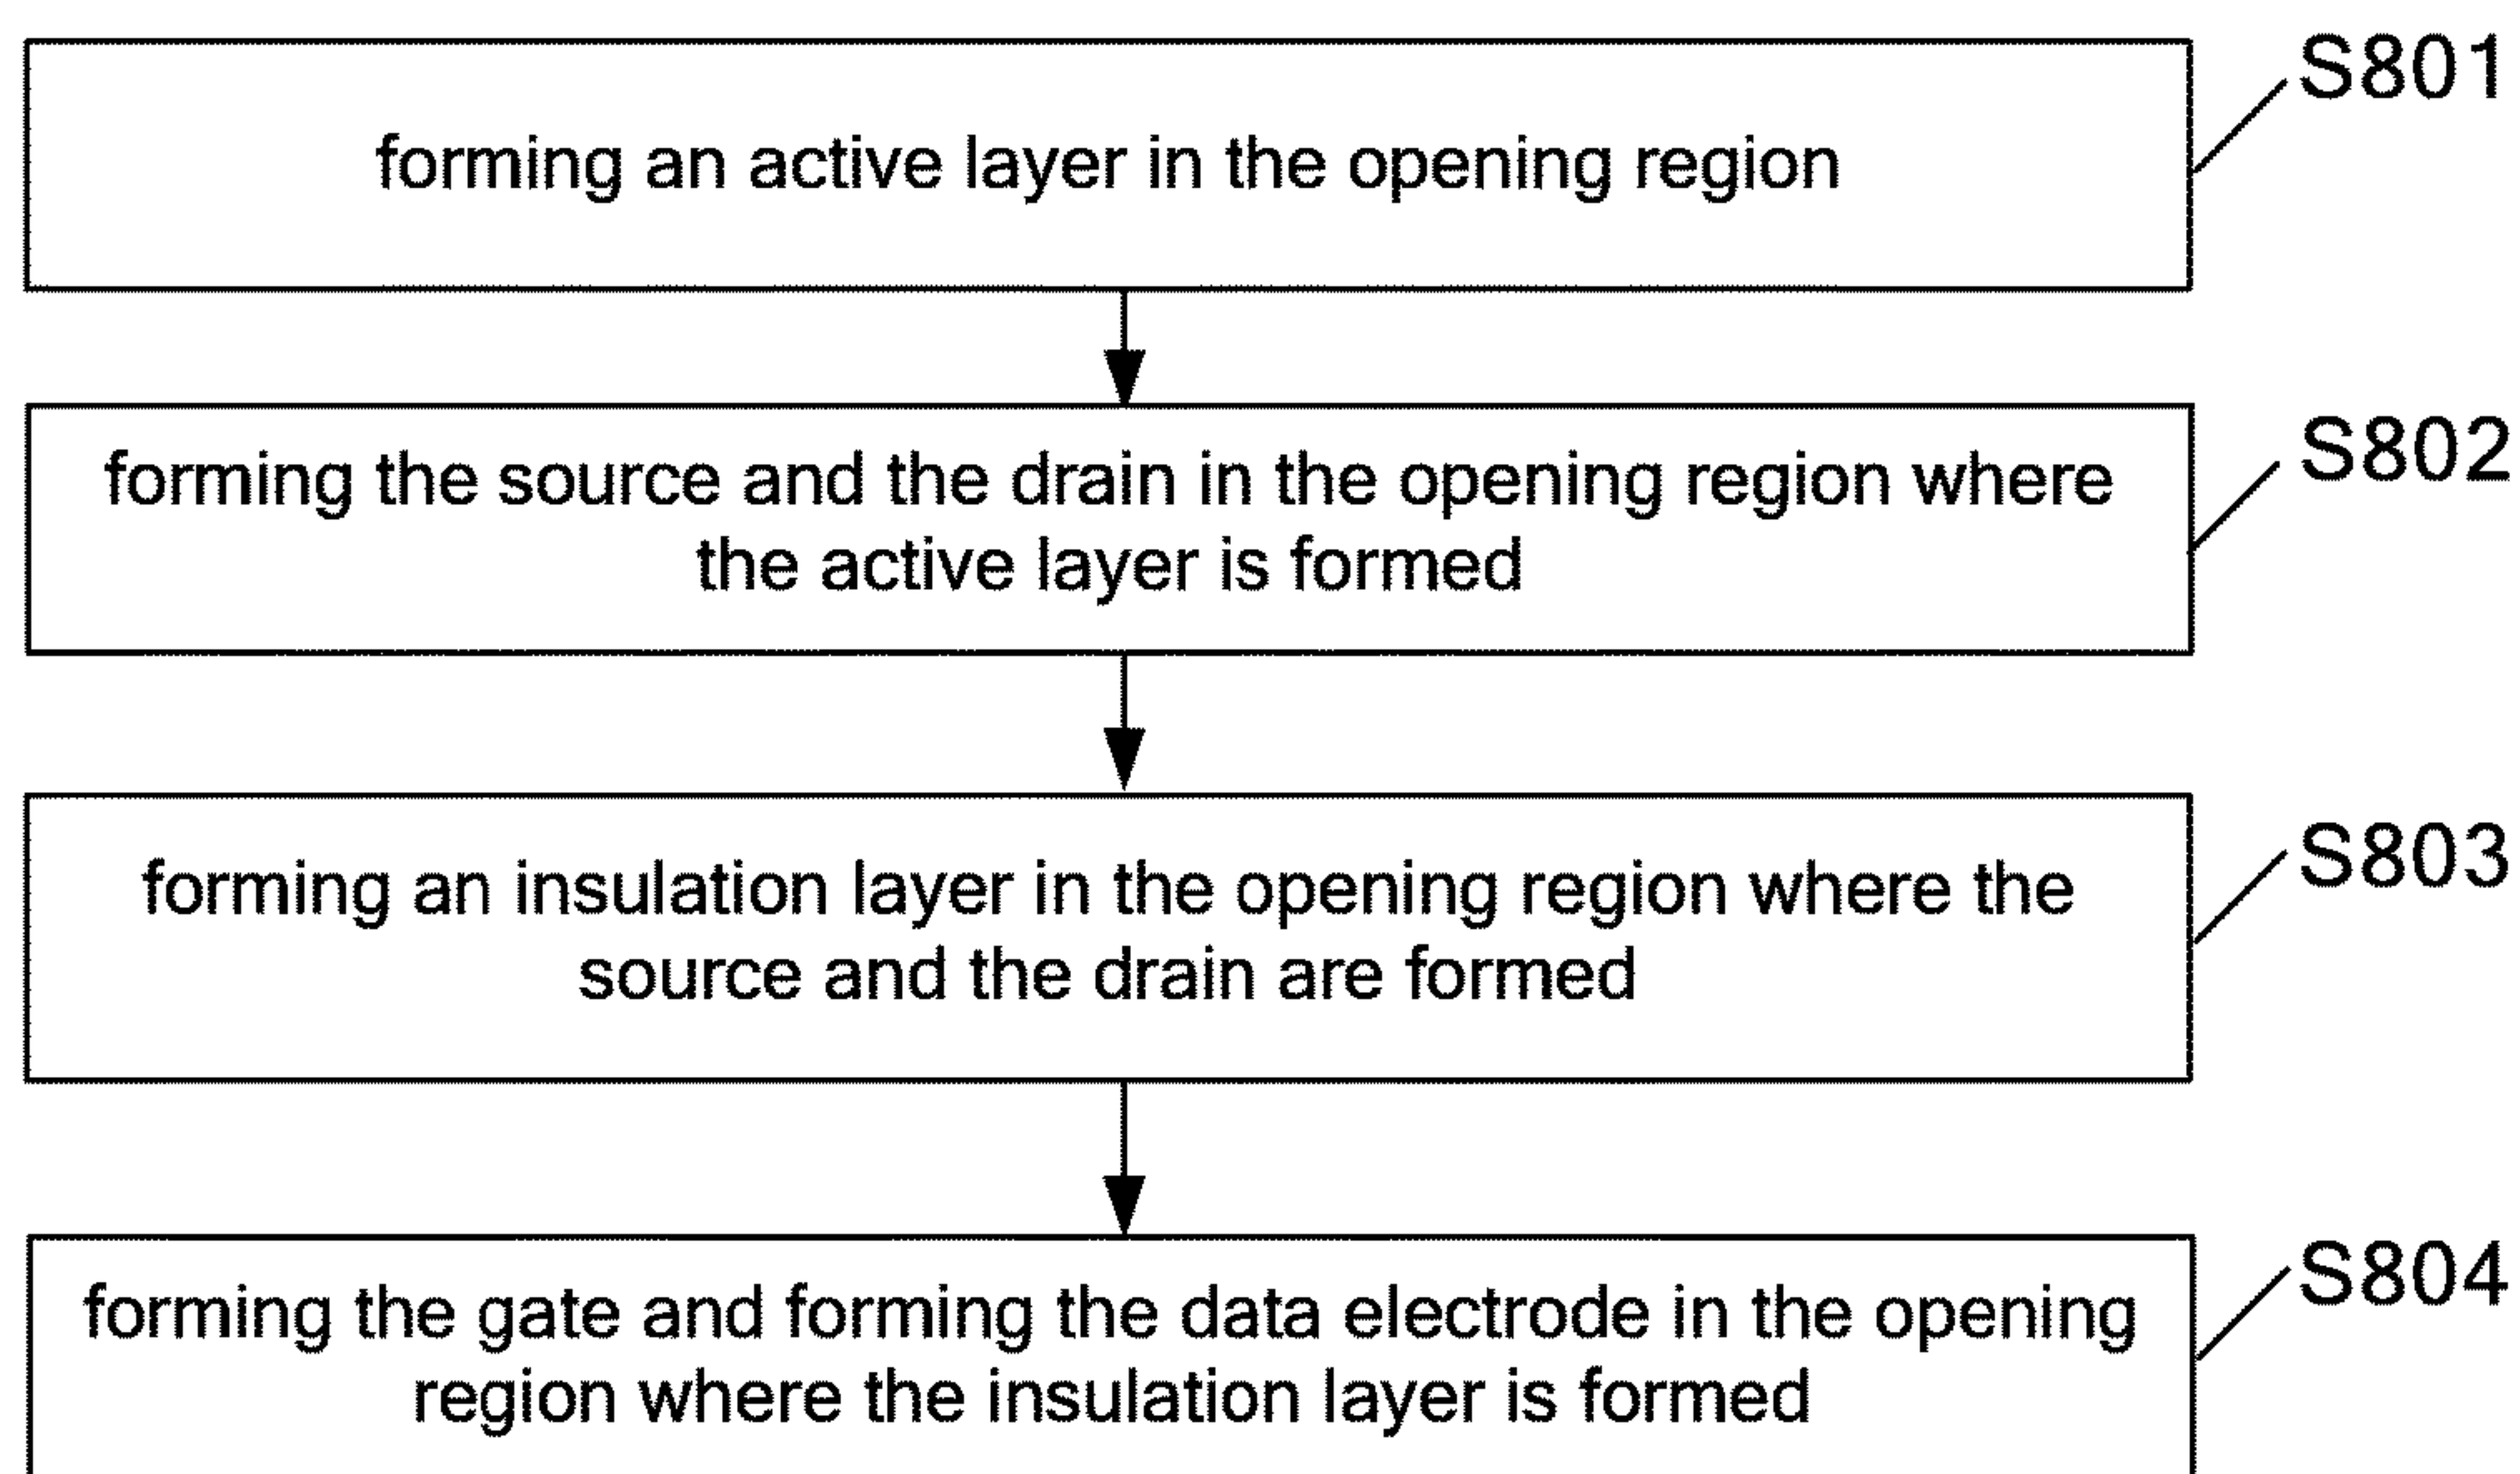 S801
forming an active layer in the opening region
S802
forming the source and the drain in the opening region where
the active layer is formed
S803
forming an insulation layer in the opening region where the
source and the drain are formed
S804
forming the gate and forming the data electrode in the opening
region where the insulation layer is formed